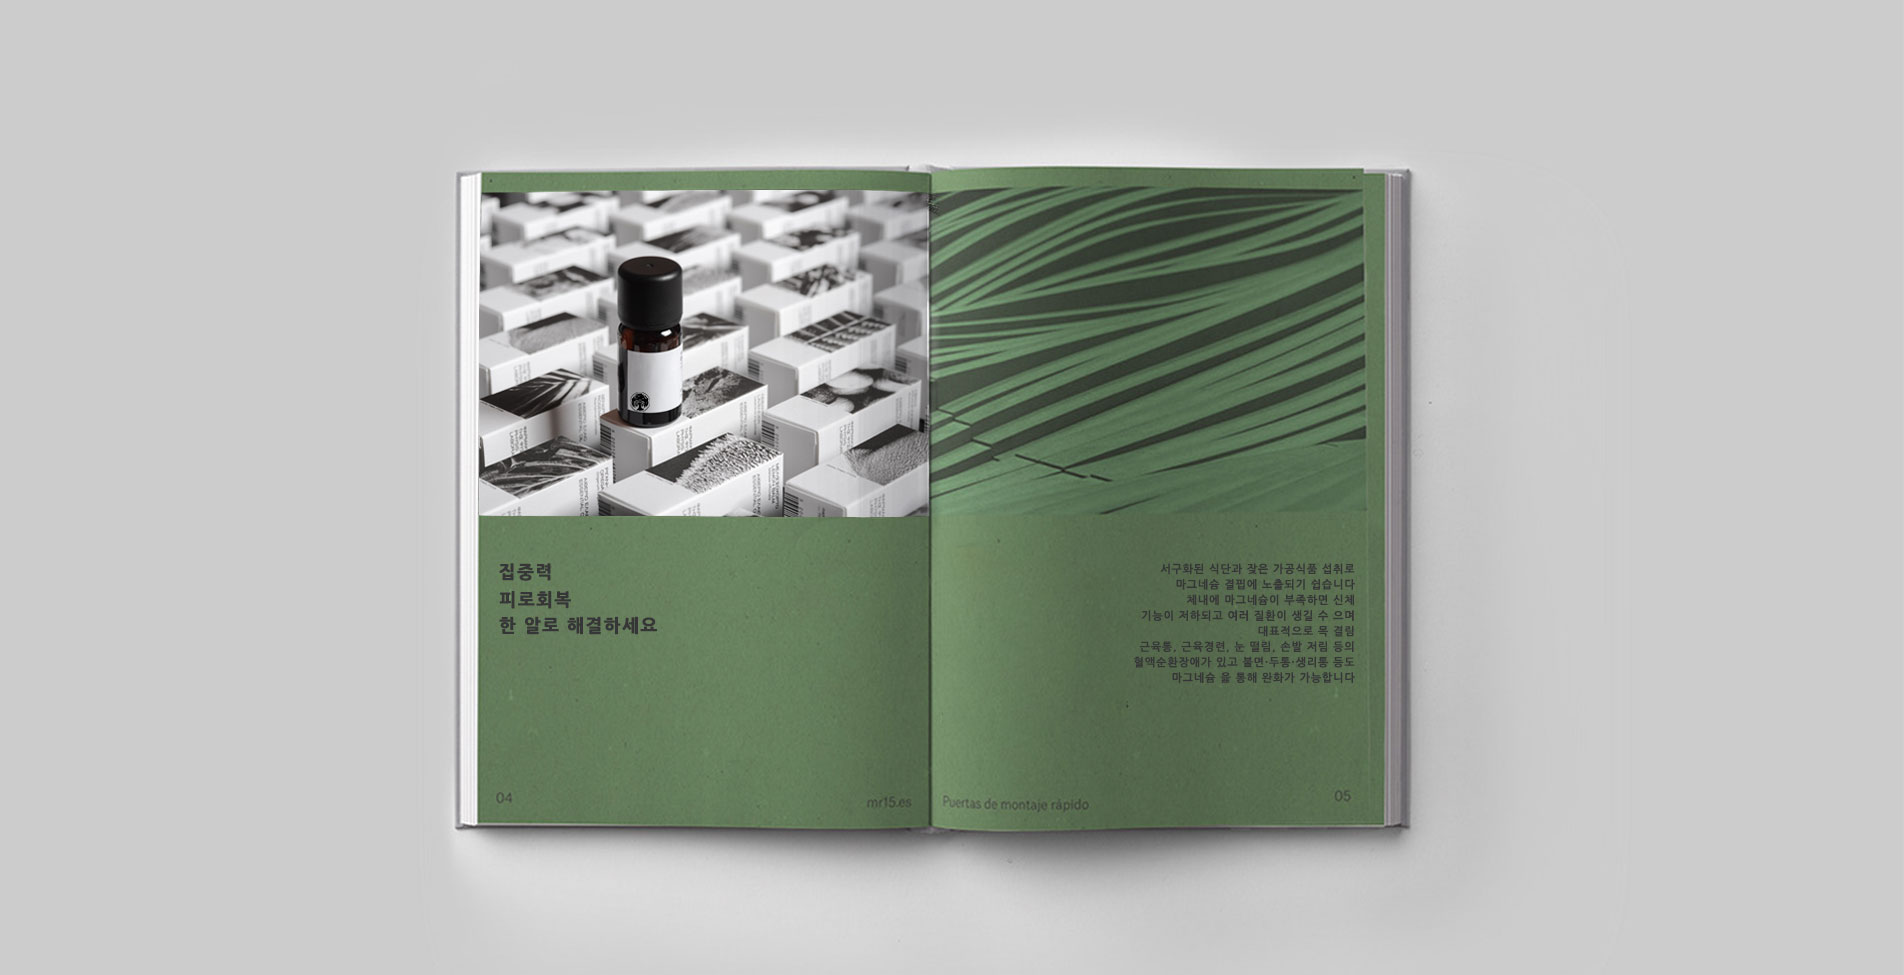 집중력
피로회복
한 알로 해결하세요
04
mr15.es
서구화된 식단과 잦은 가공식품 섭취로
마그네슘 결핍에 노출되기 쉽습니다
체내에 마그네슘이 부족하면 신체
기능이 저하되고 여러 질환이 생길 수 으며
대표적으로 목 결림
근육통, 근육경련, 눈 떨림, 손발 저림 등의
혈액순환장애가 있고 불면·두통·생리통 등도
마그네슘 을 통해 완화가 가능합니다
Puertas de montaje rápido
05